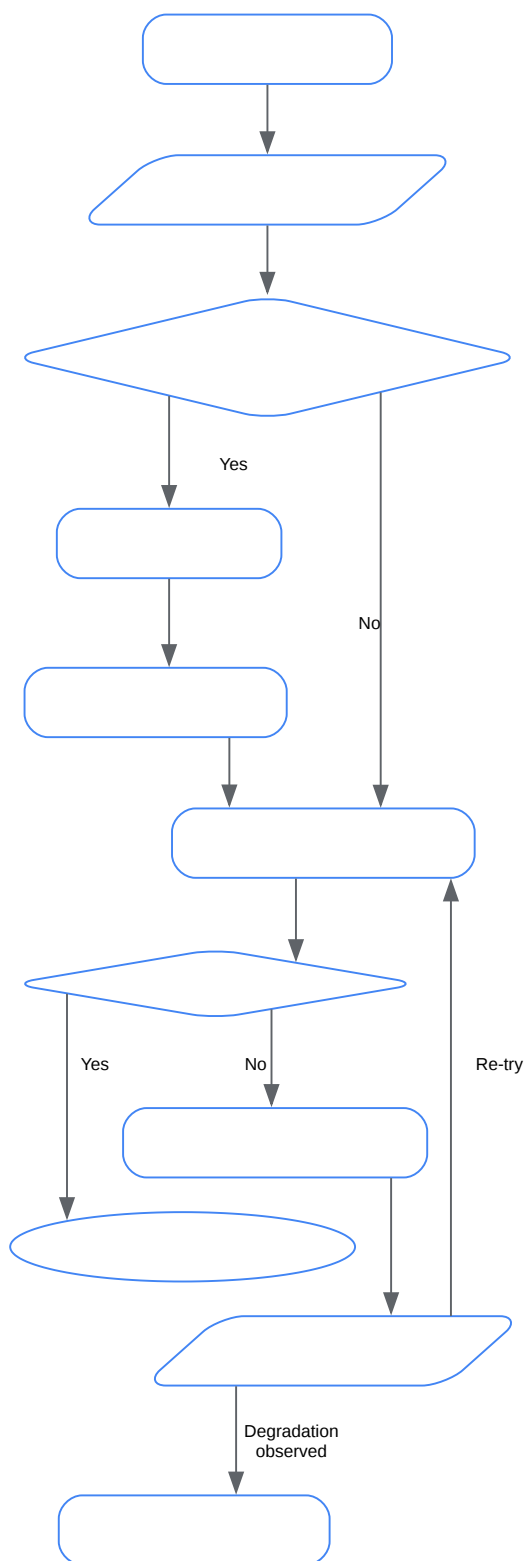 Yes
No
Yes
No
Re-try
Degradation
observed